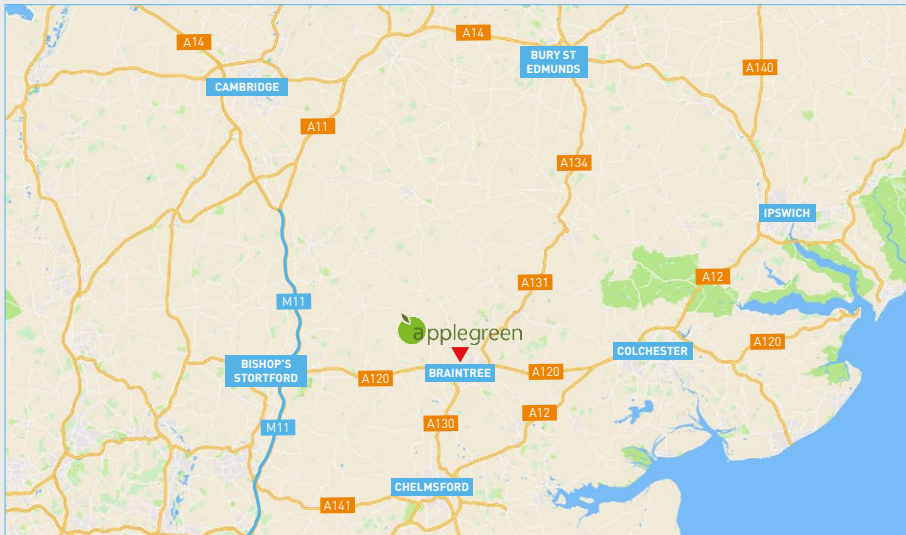 A14
A14
BURY ST
EDMUNDS
A140
CAMBRIDGE
A11
A134
IPSWICH
A12
A131
M11
applegreen
A120
COLCHESTER
BISHOP'S
STORTFORD
A120
BRAINTREE
A120
A12
A130
M11
CHELMSFORD
A141